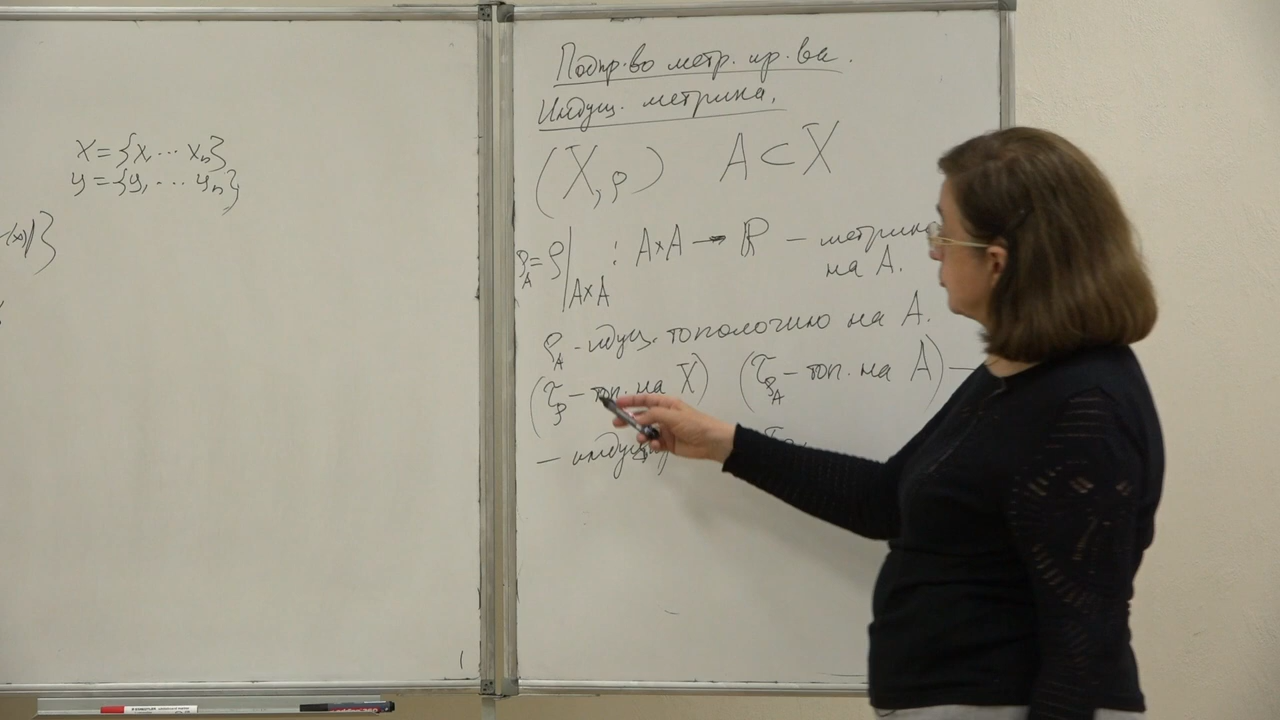 x = {x₁ ⋯ xₙ}
y = {y₁ ⋯ yₙ}
(x)|}
Подпр-во метр. пр-ва.
Индуц. метрика.
(X, ρ) A ⊂ X
ρ_A = ρ|_{A×A} : A×A → ℝ — метрика
на A.
ρ_A - идуц. топологию на A.
(τ_ρ — топ. на X) (τ_{ρ_A} — топ. на A) —
— индуц